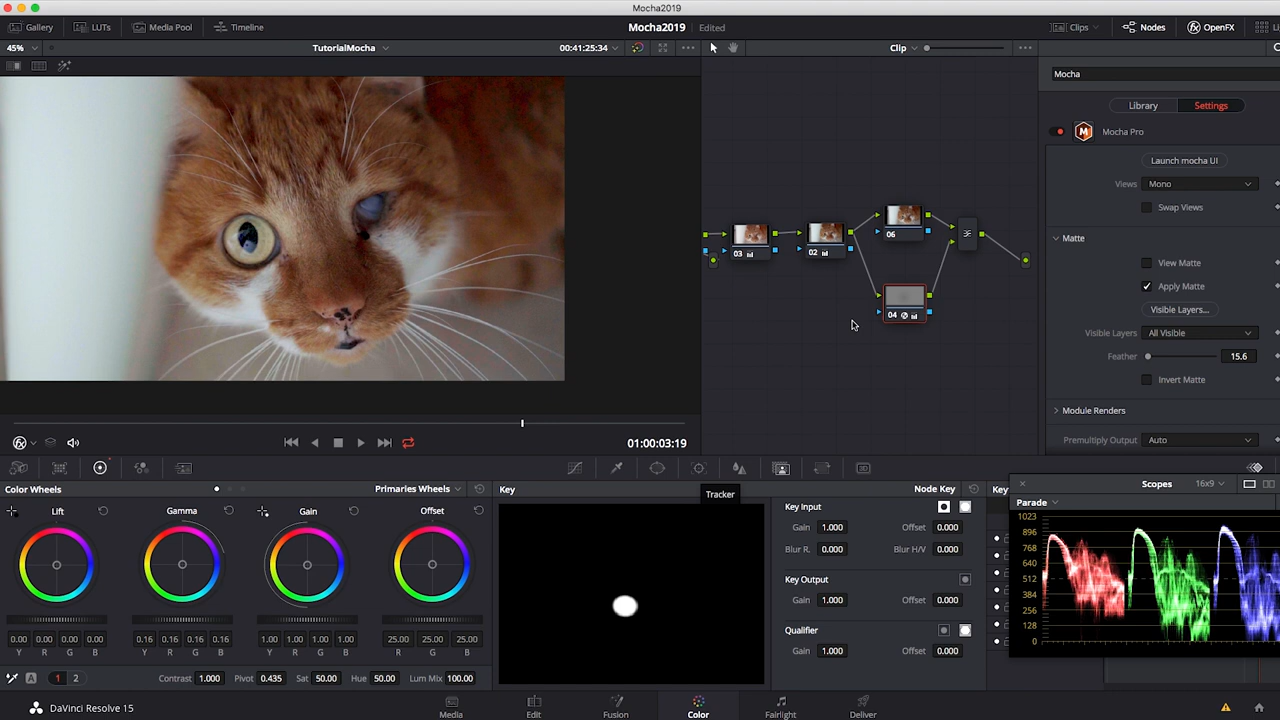 Mocha2019
Gallery LUTs Media Pool Timeline Mocha2019 Edited Clips Nodes OpenFX Li
45% TutorialMocha 00:41:25:34 Clip
Mocha
Library Settings
Mocha Pro
Launch mocha UI
Views Mono
Swap Views
Matte
View Matte
Apply Matte
Visible Layers...
Visible Layers All Visible
Feather 15.6
Invert Matte
Module Renders
Premultiply Output Auto
03
02
06
04
01:00:03:19
Color Wheels Primaries Wheels Key Tracker Node Key Key
Lift Gamma Gain Offset
0.00 0.00 0.00 0.00 0.16 0.16 0.16 0.16 1.00 1.00 1.00 1.00 25.00 25.00 25.00
Y R G B Y R G B Y R G B R G B
A 1 2 Contrast 1.000 Pivot 0.435 Sat 50.00 Hue 50.00 Lum Mix 100.00
Key Input
Gain 1.000 Offset 0.000
Blur R. 0.000 Blur H/V 0.000
Key Output
Gain 1.000 Offset 0.000
Qualifier
Gain 1.000 Offset 0.000
Scopes 16x9
Parade
1023
896
768
640
512
384
256
128
0
DaVinci Resolve 15 Media Edit Fusion Color Fairlight Deliver